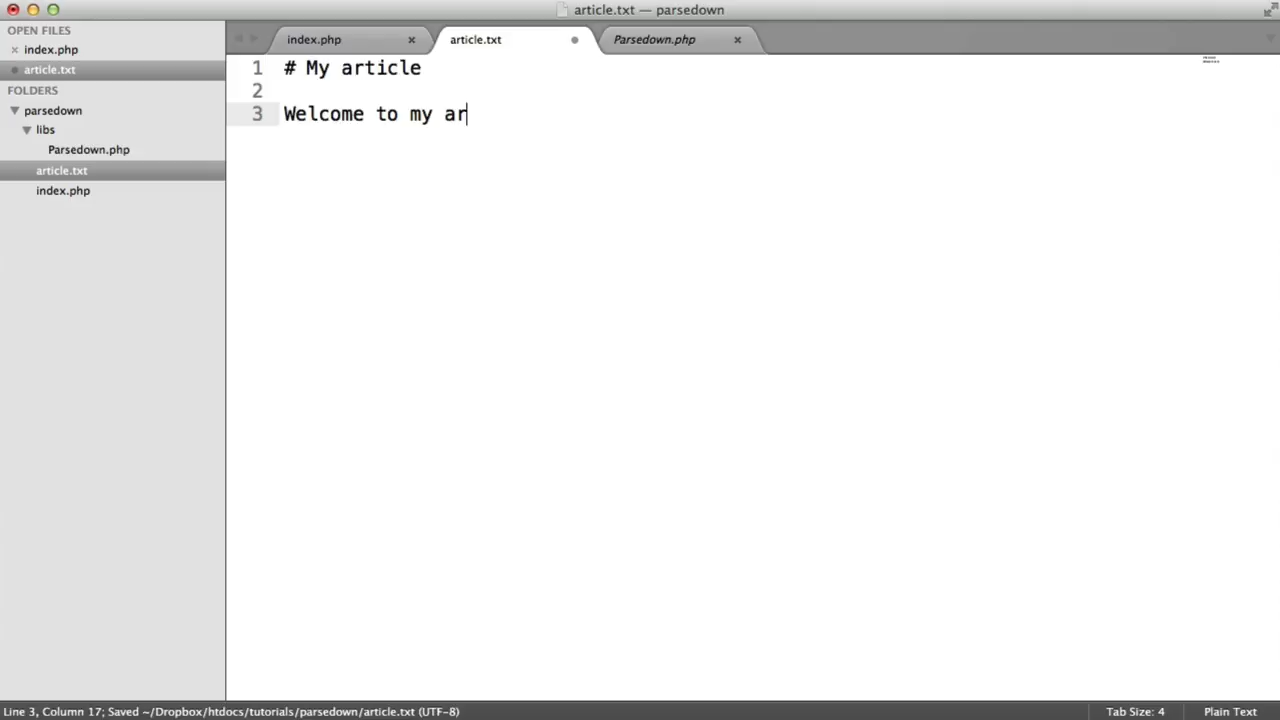 article.txt — parsedown
OPEN FILES
index.php
article.txt
FOLDERS
parsedown
libs
Parsedown.php
article.txt
index.php
index.php
article.txt
Parsedown.php
1 # My article
2
3 Welcome to my ar
Line 3, Column 17; Saved ~/Dropbox/htdocs/tutorials/parsedown/article.txt (UTF-8)
Tab Size: 4
Plain Text